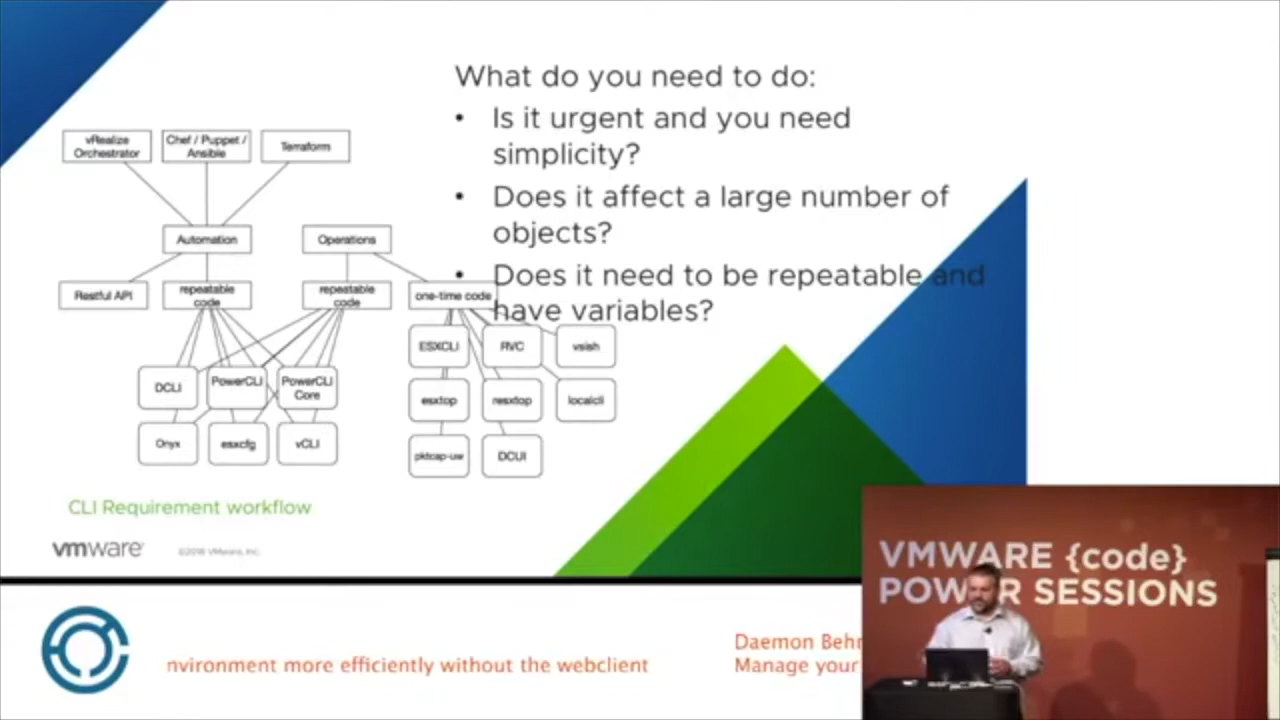 What do you need to do:
• Is it urgent and you need
simplicity?
• Does it affect a large number of
objects?
• Does it need to be repeatable and
have variables?
vRealize
Orchestrator
Chef / Puppet /
Ansible
Terraform
Automation
Operations
Restful API
repeatable
code
repeatable
code
one-time code
ESXCLI
RVC
vsish
DCLI
PowerCLI
PowerCLI
Core
esxtop
resxtop
localcli
Onyx
esxcfg
vCLI
pktcap-uw
DCUI
CLI Requirement workflow
vmware
©2018 VMware, Inc.
VMWARE {code}
POWER SESSIONS
nvironment more efficiently without the webclient
Daemon Behr
Manage your